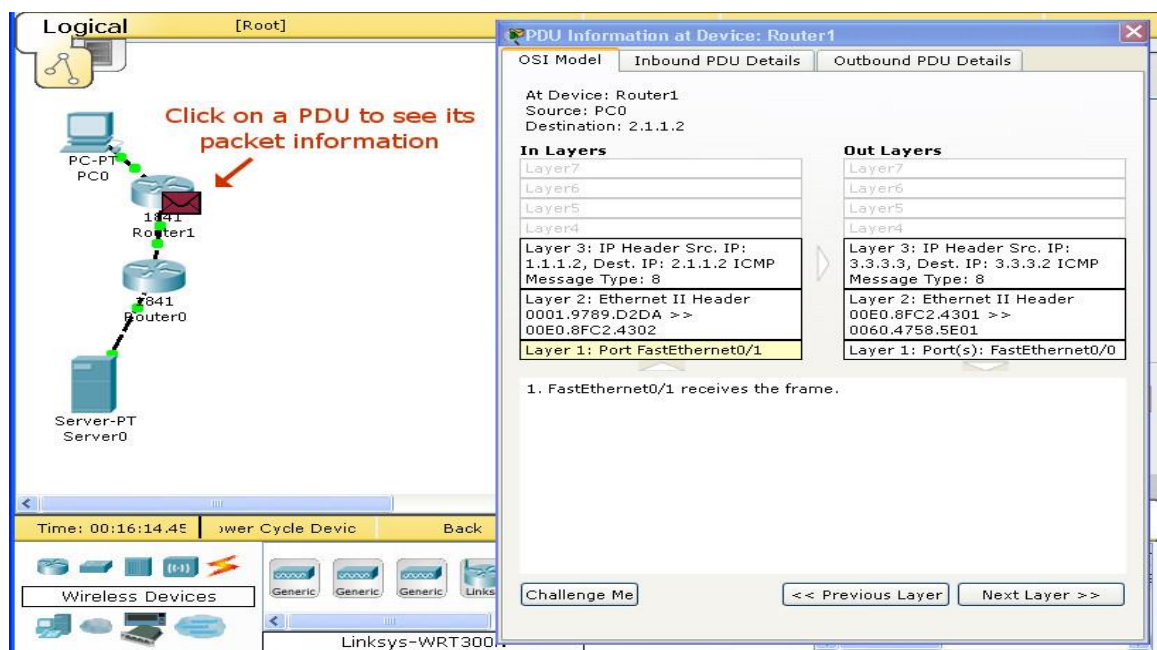 Logical [Root]
Click on a PDU to see its
packet information
PC-PT
PC0
1841
Router1
1841
Router0
Server-PT
Server0
Time: 00:16:14.45 ower Cycle Devic Back
Wireless Devices
Generic Generic Generic Links
Linksys-WRT300N
PDU Information at Device: Router1
OSI Model Inbound PDU Details Outbound PDU Details
At Device: Router1
Source: PC0
Destination: 2.1.1.2
In Layers
Layer7
Layer6
Layer5
Layer4
Layer 3: IP Header Src. IP:
1.1.1.2, Dest. IP: 2.1.1.2 ICMP
Message Type: 8
Layer 2: Ethernet II Header
0001.9789.D2DA >>
00E0.8FC2.4302
Layer 1: Port FastEthernet0/1
Out Layers
Layer7
Layer6
Layer5
Layer4
Layer 3: IP Header Src. IP:
3.3.3.3, Dest. IP: 3.3.3.2 ICMP
Message Type: 8
Layer 2: Ethernet II Header
00E0.8FC2.4301 >>
0060.4758.5E01
Layer 1: Port(s): FastEthernet0/0
1. FastEthernet0/1 receives the frame.
Challenge Me << Previous Layer Next Layer >>